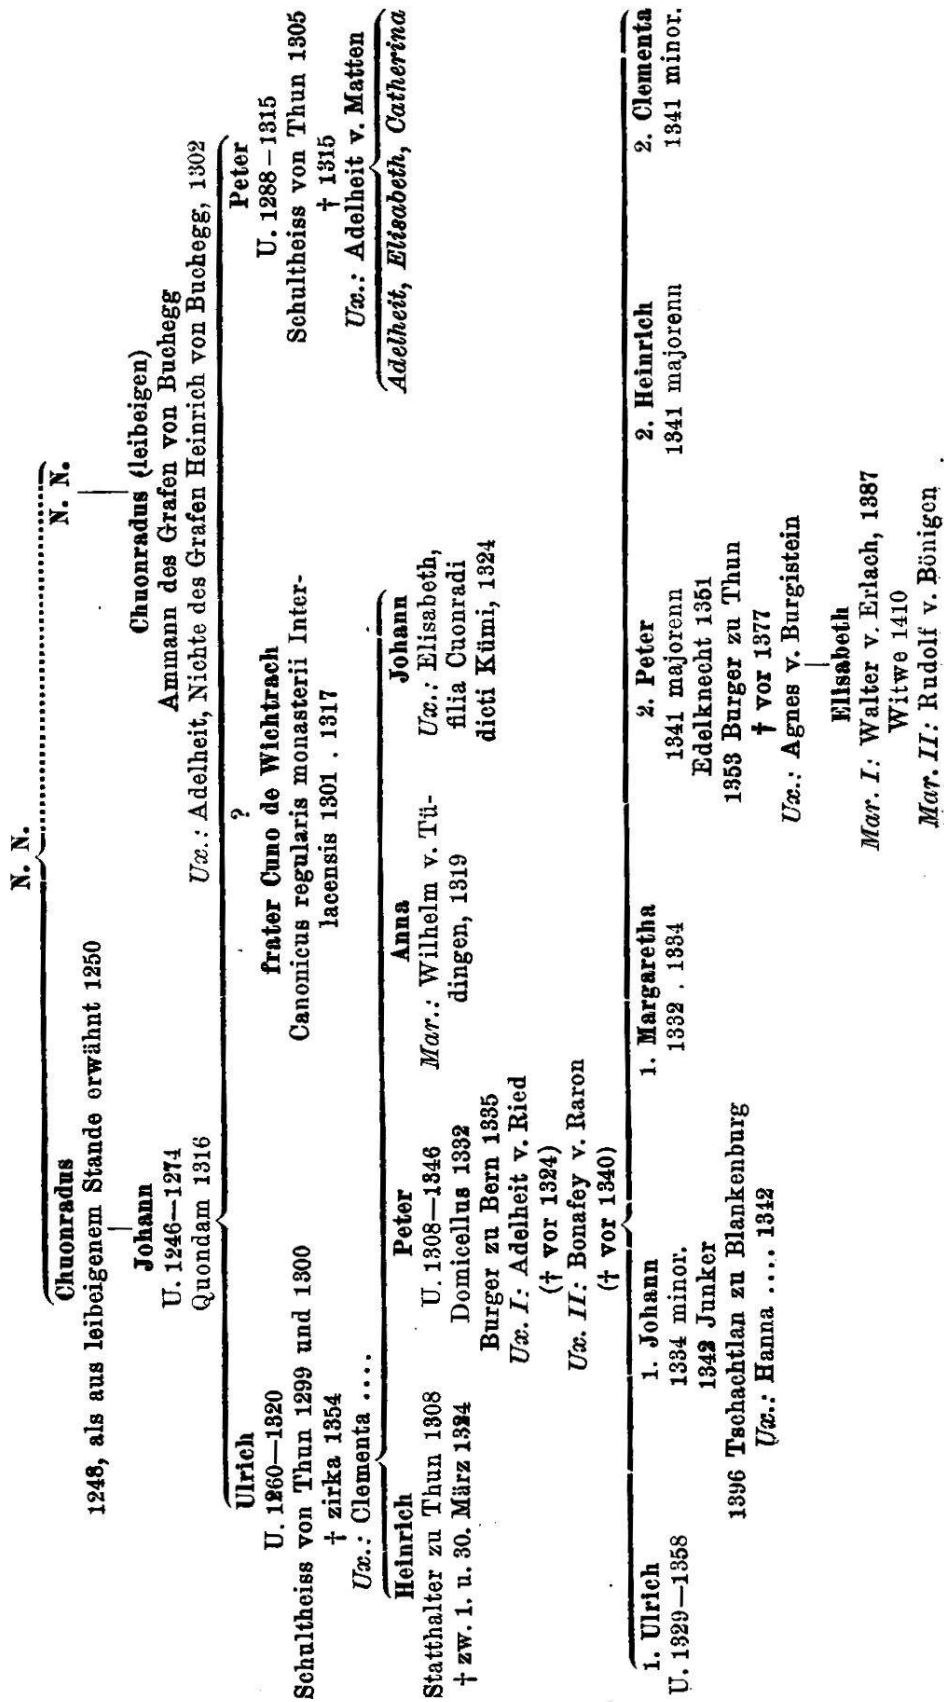 N. N.
Chuonradus
1248, als aus leibeigenem Stande erwähnt 1250
N. N.
Johann
U. 1246—1274
Quondam 1316
Chuonradus (leibeigen)
Ammann des Grafen von Buchegg
Ux.: Adelheit, Nichte des Grafen Heinrich von Buchegg, 1302
Ulrich
U. 1260—1320
Schultheiss von Thun 1299 und 1300
† zirka 1354
Ux.: Clementa ....
?
frater Cuno de Wichtrach
Canonicus regularis monasterii Inter-
lacensis 1301 . 1317
Peter
U. 1288–1315
Schultheiss von Thun 1305
† 1315
Ux.: Adelheit v. Matten
Adelheit, Elisabeth, Catherina
Heinrich
Statthalter zu Thun 1308
† zw. 1. u. 30. März 1324
Peter
U. 1308—1346
Domicellus 1332
Burger zu Bern 1335
Ux. I: Adelheit v. Ried
(† vor 1324)
Ux. II: Bonafey v. Raron
(† vor 1340)
Anna
Mar.: Wilhelm v. Tü-
dingen, 1319
Johann
Ux.: Elisabeth,
filia Cuonradi
dicti Kümi, 1324
1. Ulrich
U. 1329—1358
1. Johann
1334 minor.
1342 Junker
1396 Tschachtlan zu Blankenburg
Ux.: Hanna .... 1342
1. Margaretha
1332 . 1334
2. Peter
1341 majorenn
Edelknecht 1351
1353 Burger zu Thun
† vor 1377
Ux.: Agnes v. Burgistein
Elisabeth
Mar. I: Walter v. Erlach, 1387
Witwe 1410
Mar. II: Rudolf v. Bönigen
2. Heinrich
1341 majorenn
2. Clementa
1341 minor.